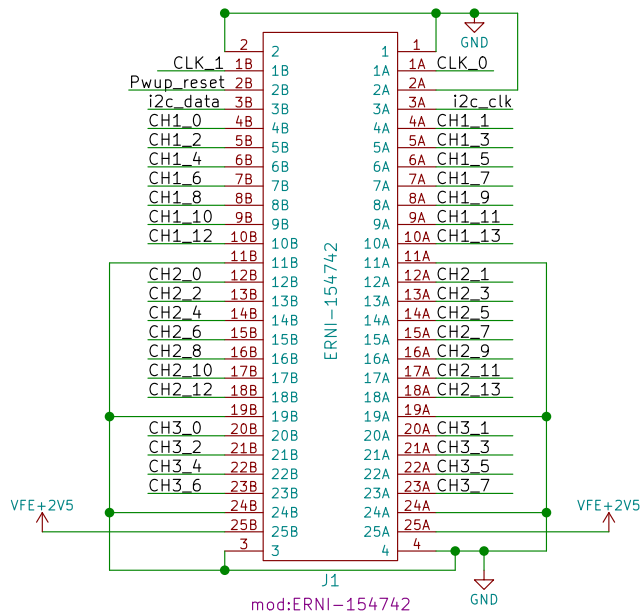 GND
2 2 1 1
CLK_1 1B 1B 1A 1A CLK_0
Pwup_reset 2B 2B 2A 2A
i2c_data 3B 3B 3A 3A i2c_clk
CH1_0 4B 4B 4A 4A CH1_1
CH1_2 5B 5B 5A 5A CH1_3
CH1_4 6B 6B 6A 6A CH1_5
CH1_6 7B 7B 7A 7A CH1_7
CH1_8 8B 8B 8A 8A CH1_9
CH1_10 9B 9B 9A 9A CH1_11
CH1_12 10B 10B 10A 10A CH1_13
11B 11B 11A 11A
CH2_0 12B 12B 12A 12A CH2_1
CH2_2 13B 13B 13A 13A CH2_3
CH2_4 14B 14B 14A 14A CH2_5
CH2_6 15B 15B 15A 15A CH2_7
CH2_8 16B 16B 16A 16A CH2_9
CH2_10 17B 17B 17A 17A CH2_11
CH2_12 18B 18B 18A 18A CH2_13
19B 19B 19A 19A
CH3_0 20B 20B 20A 20A CH3_1
CH3_2 21B 21B 21A 21A CH3_3
CH3_4 22B 22B 22A 22A CH3_5
CH3_6 23B 23B 23A 23A CH3_7
24B 24B 24A 24A
VFE+2V5 25B 25B 25A 25A VFE+2V5
3 3 4 4
ERNI-154742
J1
GND
mod:ERNI-154742